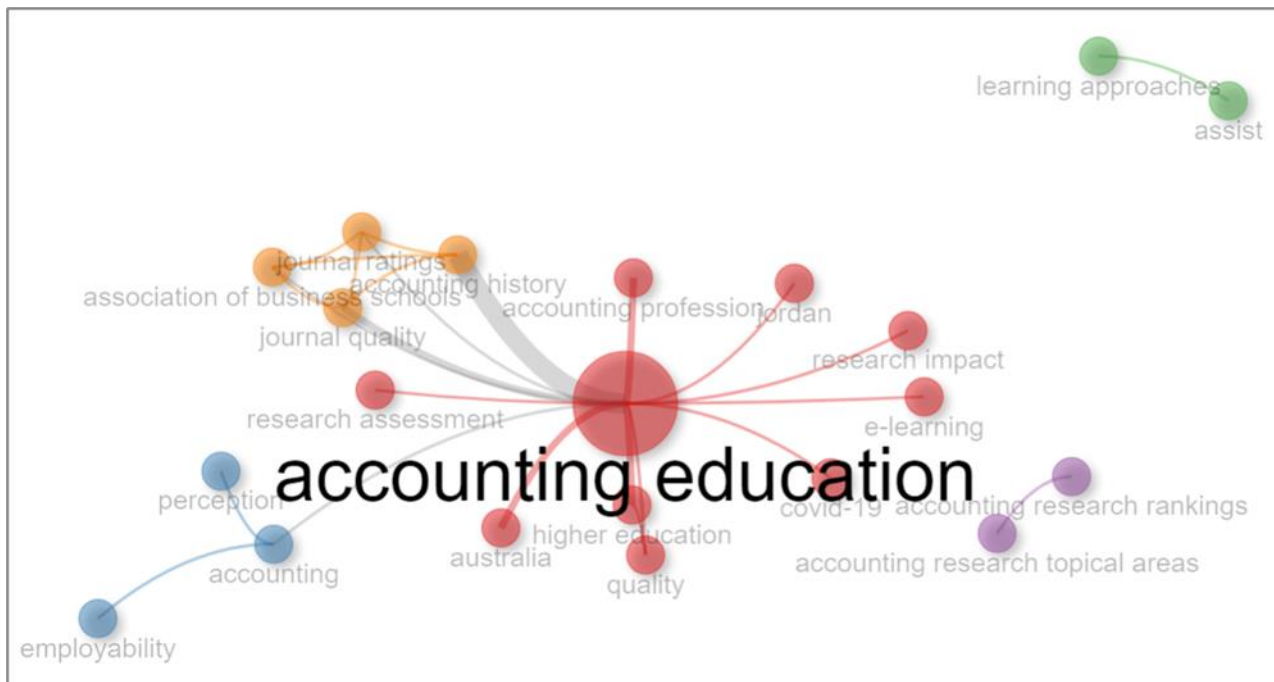 learning approaches
assist
journal ratings
accounting history
association of business schools
accounting profession
jordan
journal quality
research impact
research assessment
e-learning
accounting education
perception
covid-19
accounting research rankings
higher education
australia
accounting research topical areas
accounting
quality
employability